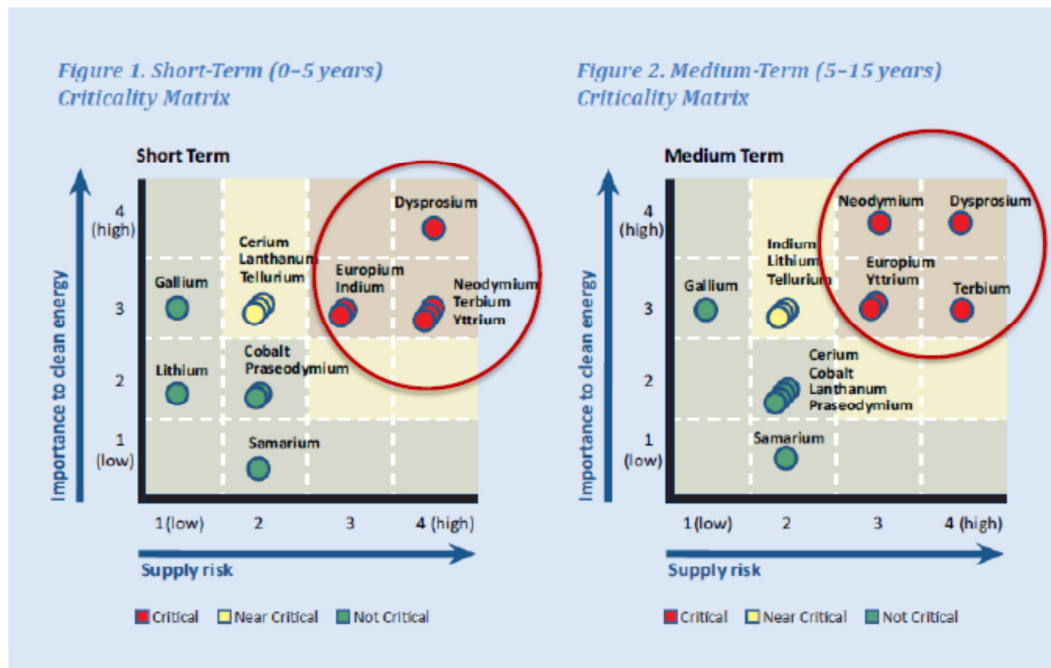 Figure 1. Short-Term (0–5 years)
Criticality Matrix
Short Term
Importance to clean energy
4
(high)
3
2
1
(low)
Dysprosium
Cerium
Lanthanum
Tellurium
Gallium
Europium
Indium
Neodymium
Terbium
Yttrium
Lithium
Cobalt
Praseodymium
Samarium
1(low)
2
3
4 (high)
Supply risk
Critical
Near Critical
Not Critical
Figure 2. Medium-Term (5–15 years)
Criticality Matrix
Medium Term
Importance to clean energy
4
(high)
3
2
1
(low)
Neodymium
Dysprosium
Indium
Lithium
Tellurium
Gallium
Europium
Yttrium
Terbium
Cerium
Cobalt
Lanthanum
Praseodymium
Samarium
1(low)
2
3
4 (high)
Supply risk
Critical
Near Critical
Not Critical